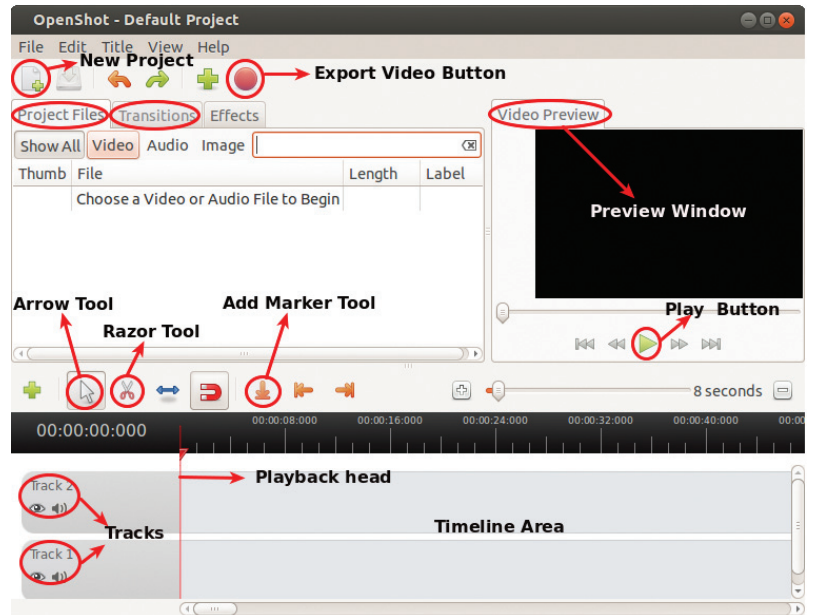 OpenShot - Default Project
File Edit Title View Help
New Project
Export Video Button
Project Files Transitions Effects
Video Preview
Show All Video Audio Image
Thumb File Length Label
Choose a Video or Audio File to Begin
Preview Window
Arrow Tool
Add Marker Tool
Play Button
Razor Tool
8 seconds
00:00:00:000
00:00:08:000 00:00:16:000 00:00:24:000 00:00:32:000 00:00:40:000 00:00
Playback head
Track 2
Tracks
Timeline Area
Track 1